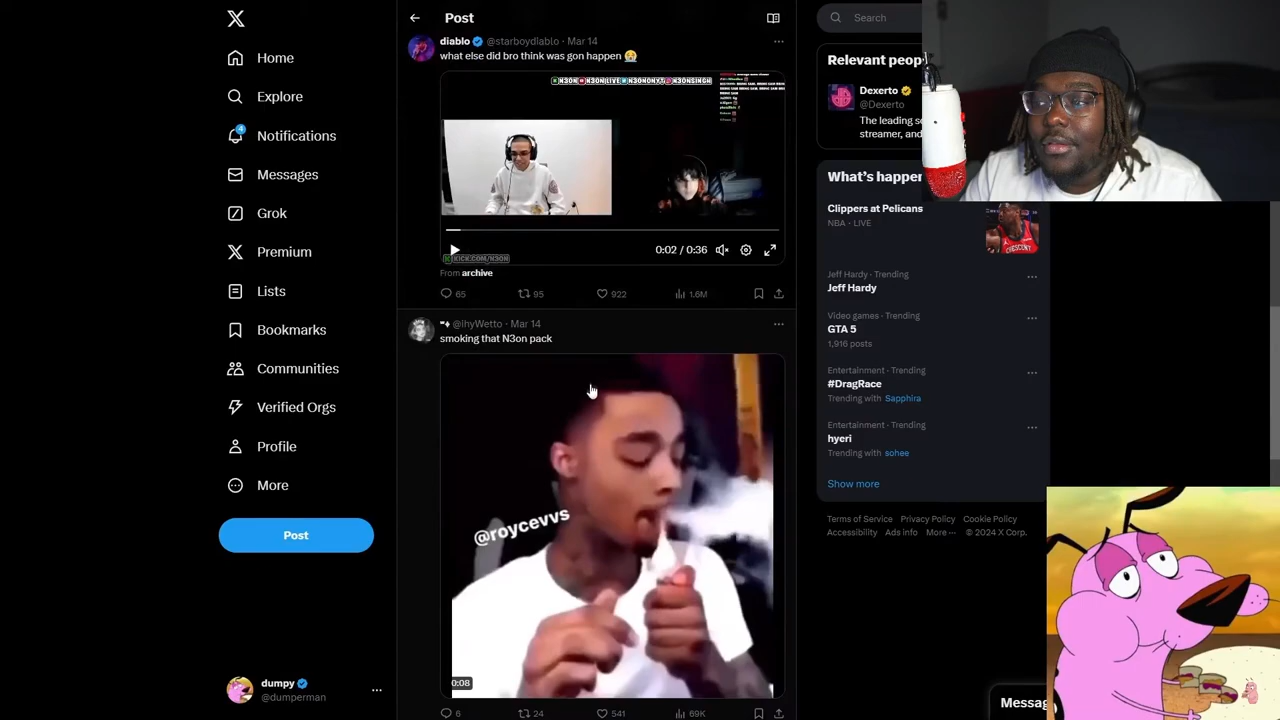 Home
Explore
4
Notifications
Messages
Grok
Premium
Lists
Bookmarks
Communities
Verified Orgs
Profile
More
Post
dumpy
@dumperman
Post
diablo @starboydiablo · Mar 14
what else did bro think was gon happen 😭
0:02 / 0:36
KICK.COM/N3ON
From archive
65 95 922 1.6M
@ihyWetto · Mar 14
smoking that N3on pack
@roycevvs
0:08
6 24 541 69K
Search
Relevant peop
Dexerto
@Dexerto
The leading so
streamer, and
What's happen
Clippers at Pelicans
NBA · LIVE
Jeff Hardy · Trending
Jeff Hardy
Video games · Trending
GTA 5
1,916 posts
Entertainment · Trending
#DragRace
Trending with Sapphira
Entertainment · Trending
hyeri
Trending with sohee
Show more
Terms of Service Privacy Policy Cookie Policy
Accessibility Ads info More ··· © 2024 X Corp.
Messag